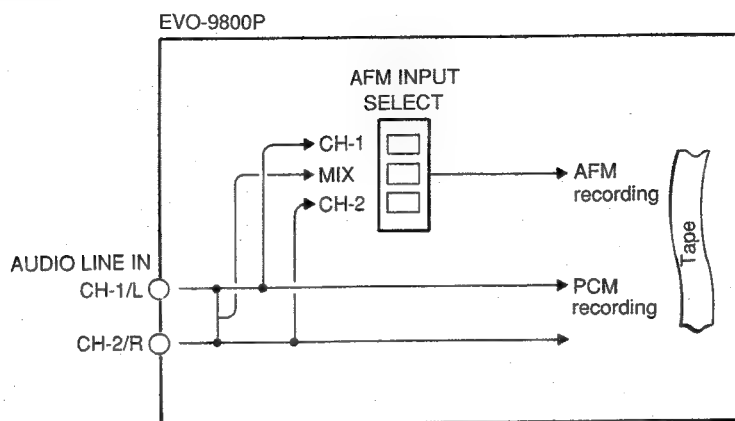 EVO-9800P
AFM INPUT
SELECT
CH-1
MIX
CH-2
AFM
recording
AUDIO LINE IN
CH-1/L
PCM
recording
CH-2/R
Tape